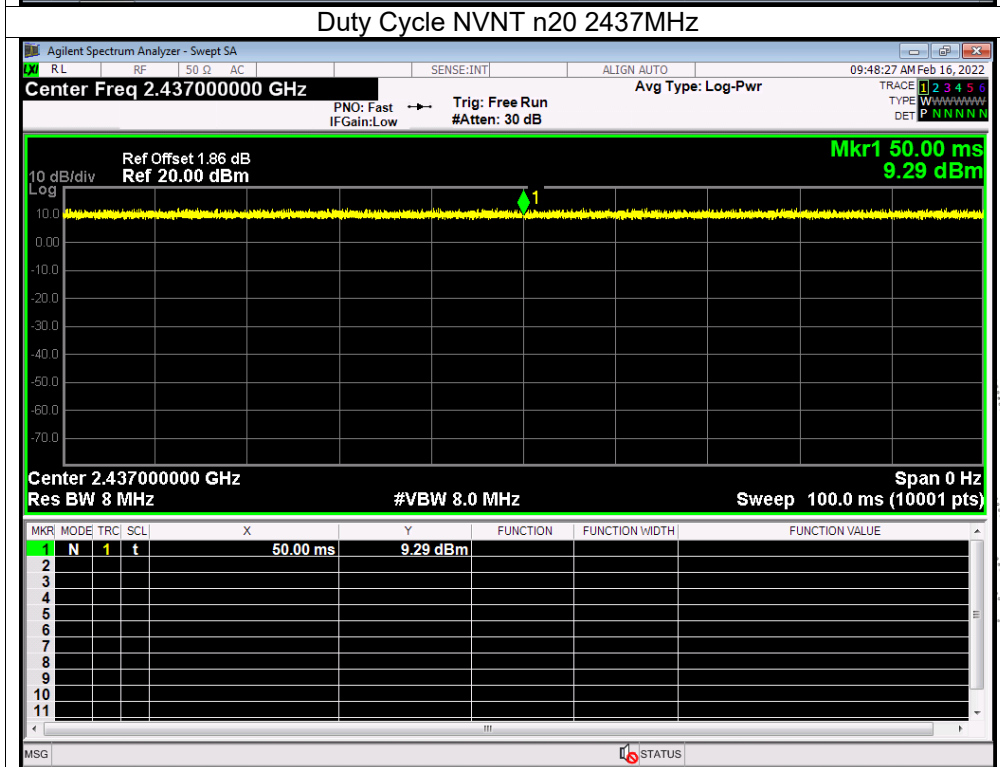 Duty Cycle NVNT n20 2437MHz
Agilent Spectrum Analyzer - Swept SA
LXI RL RF 50 Ω AC SENSE:INT ALIGN AUTO 09:48:27 AM Feb 16, 2022
Center Freq 2.437000000 GHz Avg Type: Log-Pwr TRACE 1 2 3 4 5 6
PNO: Fast Trig: Free Run TYPE WWWWWW
IFGain:Low #Atten: 30 dB DET P N N N N N
Mkr1 50.00 ms
Ref Offset 1.86 dB
10 dB/div Ref 20.00 dBm 9.29 dBm
Log
1
10.0
0.00
-10.0
-20.0
-30.0
-40.0
-50.0
-60.0
-70.0
Center 2.437000000 GHz Span 0 Hz
Res BW 8 MHz #VBW 8.0 MHz Sweep 100.0 ms (10001 pts)
MKR MODE TRC SCL X Y FUNCTION FUNCTION WIDTH FUNCTION VALUE
1 N 1 t 50.00 ms 9.29 dBm
2
3
4
5
6
7
8
9
10
11
MSG STATUS